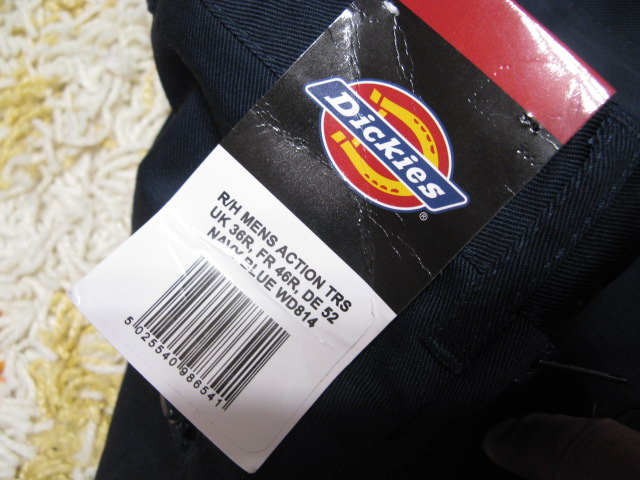 Dickies
®
R/H MENS ACTION TRS
UK 36R, FR 46R, DE 52
NAVY BLUE WD814
5 025540 986541